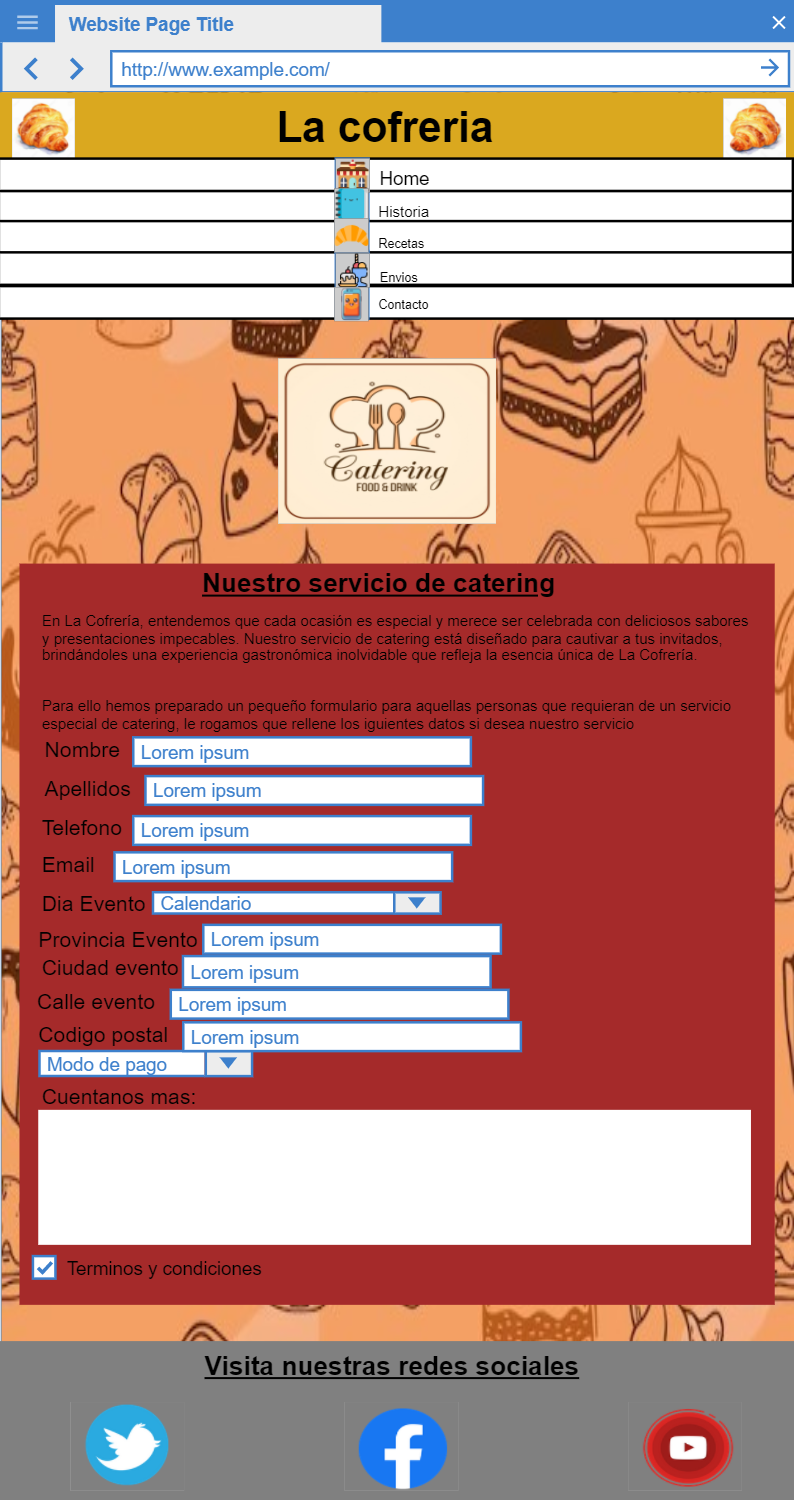 Website Page Title
http://www.example.com/
La cofreria
Home
Historia
Recetas
Envios
Contacto
Catering
FOOD & DRINK
Nuestro servicio de catering
En La Cofrería, entendemos que cada ocasión es especial y merece ser celebrada con deliciosos sabores
y presentaciones impecables. Nuestro servicio de catering está diseñado para cautivar a tus invitados,
brindándoles una experiencia gastronómica inolvidable que refleja la esencia única de La Cofrería.
Para ello hemos preparado un pequeño formulario para aquellas personas que requieran de un servicio
especial de catering, le rogamos que rellene los iguientes datos si desea nuestro servicio
Nombre Lorem ipsum
Apellidos Lorem ipsum
Telefono Lorem ipsum
Email Lorem ipsum
Dia Evento Calendario
Provincia Evento Lorem ipsum
Ciudad evento Lorem ipsum
Calle evento Lorem ipsum
Codigo postal Lorem ipsum
Modo de pago
Cuentanos mas:
Terminos y condiciones
Visita nuestras redes sociales